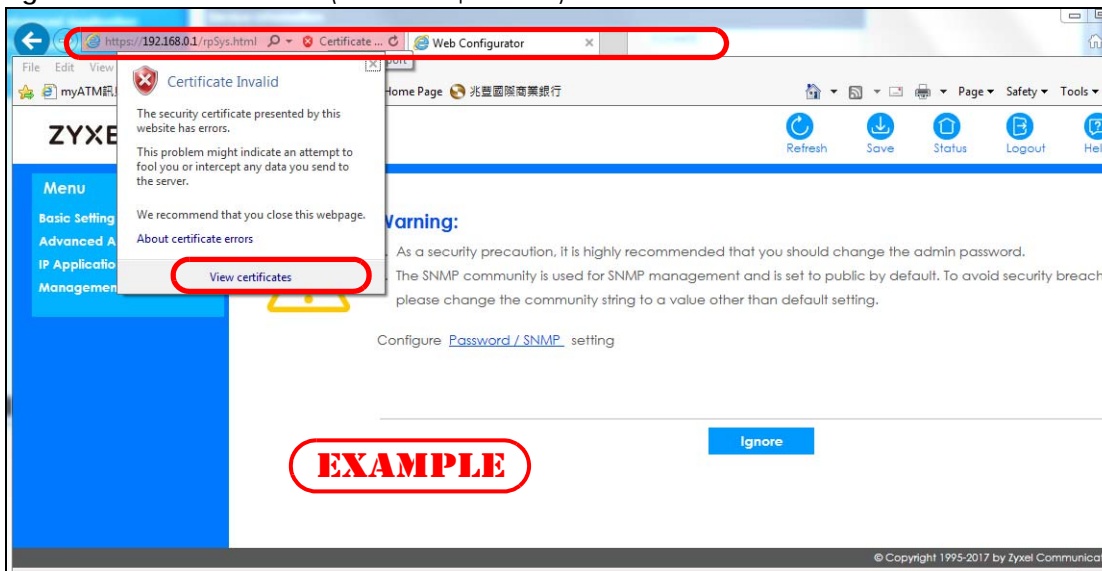 https://192.168.0.1/rpSys.html
Certificate ...
Web Configurator
File Edit View
myATM
Home Page 兆豐國際商業銀行
Page Safety Tools
Certificate Invalid
The security certificate presented by this
website has errors.
This problem might indicate an attempt to
fool you or intercept any data you send to
the server.
We recommend that you close this webpage.
About certificate errors
View certificates
ZYXE
Refresh Save Status Logout Hel
Menu
Basic Setting
Advanced A
IP Applicatio
Managemen
Warning:
As a security precaution, it is highly recommended that you should change the admin password.
The SNMP community is used for SNMP management and is set to public by default. To avoid security breach
please change the community string to a value other than default setting.
Configure Password / SNMP setting
Ignore
EXAMPLE
© Copyright 1995-2017 by Zyxel Communicat